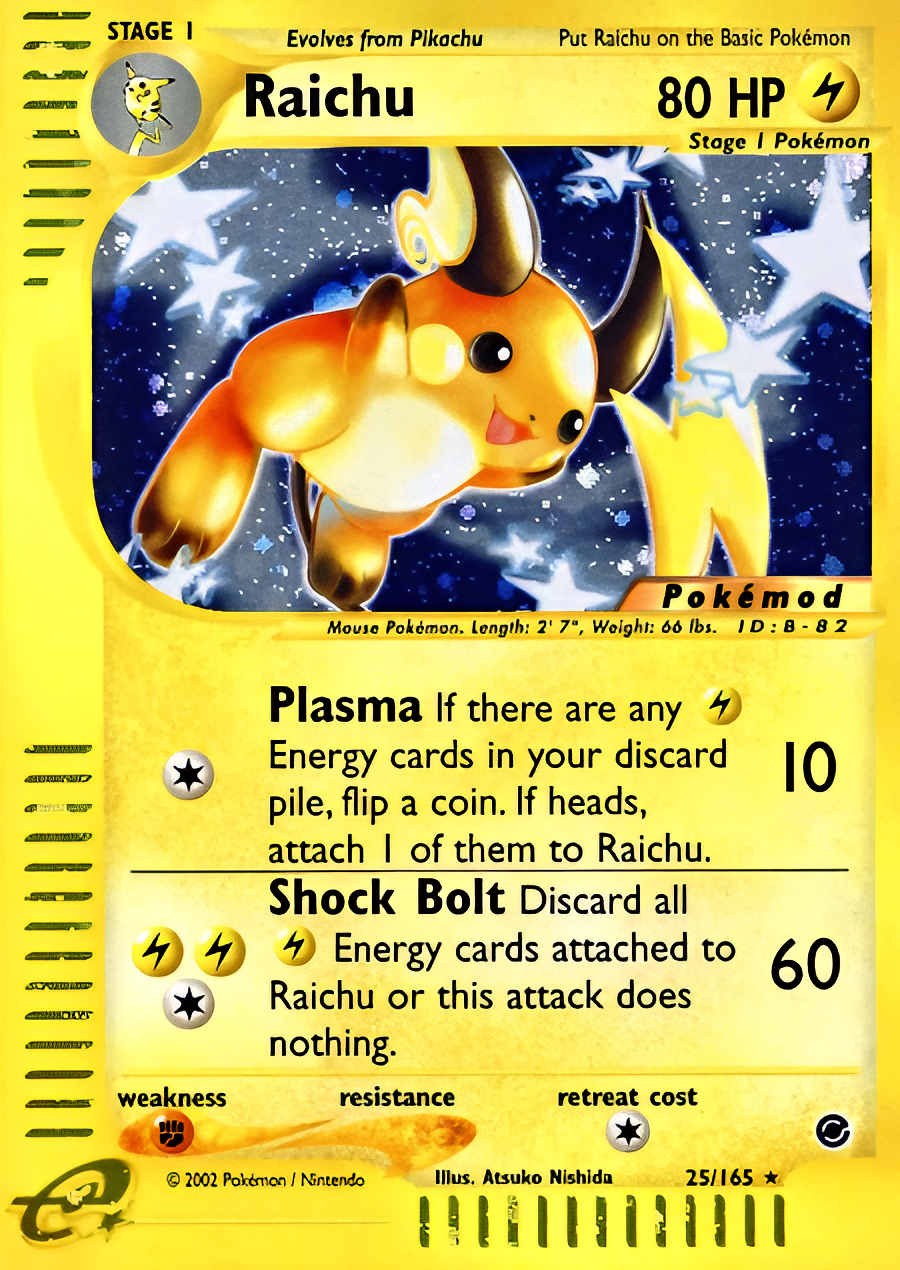 STAGE 1
Evolves from Pikachu
Put Raichu on the Basic Pokémon
Raichu
80 HP
Stage 1 Pokémon
Pokémod
Mouse Pokémon. Length: 2' 7", Weight: 66 lbs. ID:B-82
Plasma If there are any
Energy cards in your discard
pile, flip a coin. If heads,
attach 1 of them to Raichu.
10
Shock Bolt Discard all
Energy cards attached to
Raichu or this attack does
nothing.
60
weakness
resistance
retreat cost
© 2002 Pokémon / Nintendo
Illus. Atsuko Nishida
25/165 ★
e